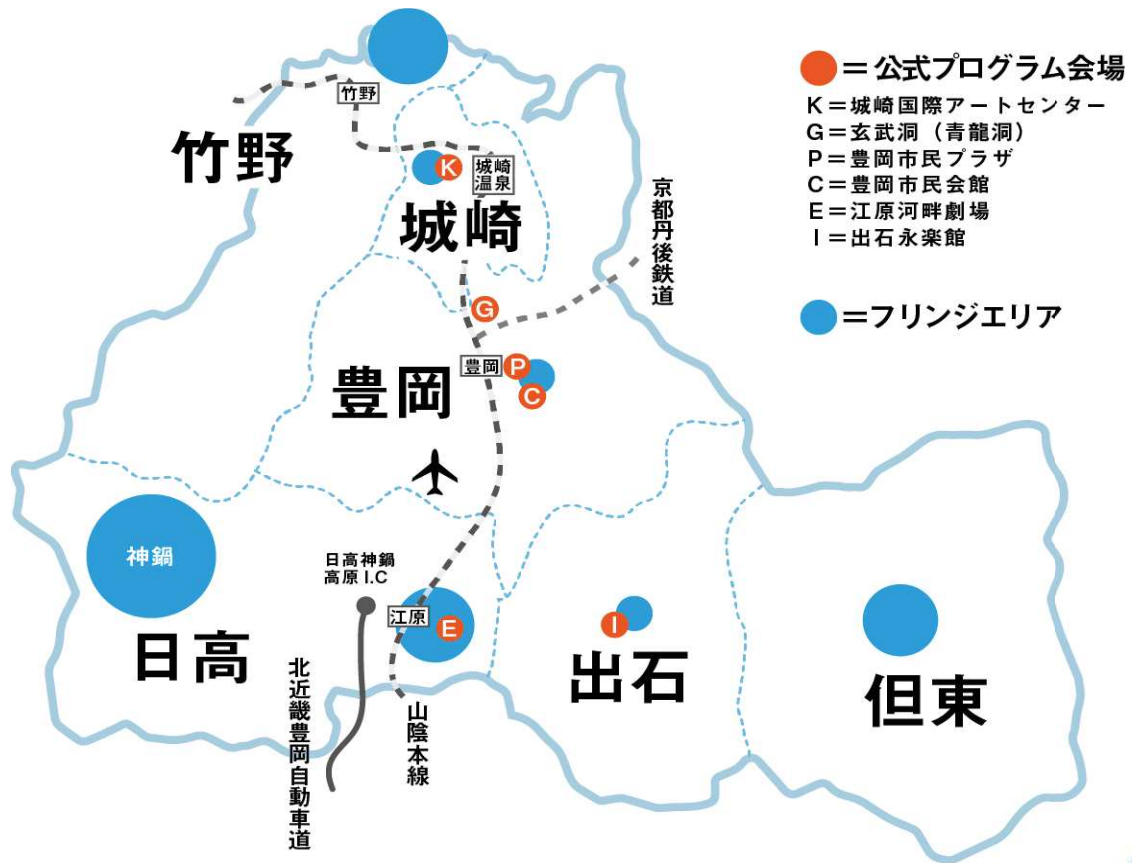 竹野
竹野
K
城崎
温泉
城崎
京都丹後鉄道
G
豊岡
P
C
豊岡
神鍋
日高
日高神鍋
高原 I.C
江原
E
北近畿豊岡自動車道
山陰本線
I
出石
但東
=公式プログラム会場
K=城崎国際アートセンター
G=玄武洞（青龍洞）
P=豊岡市民プラザ
C=豊岡市民会館
E=江原河畔劇場
I=出石永楽館
=フリンジエリア